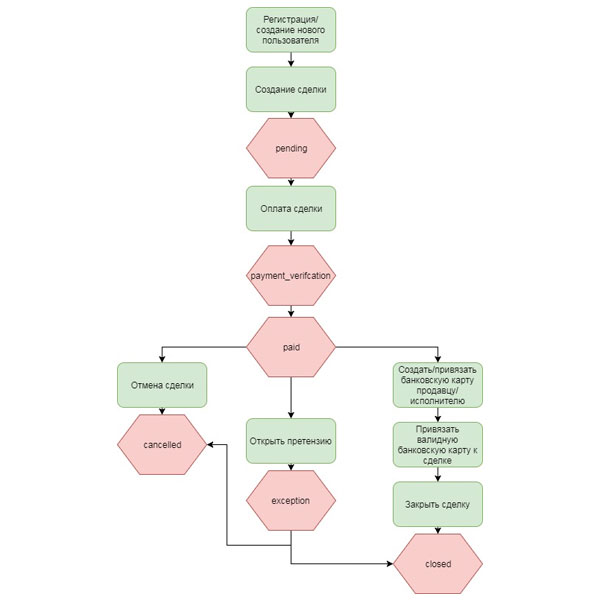 Регистрация/
создание нового
пользователя
Создание сделки
pending
Оплата сделки
payment_verifcation
paid
Отмена сделки
cancelled
Открыть претензию
exception
Создать/привязать
банковскую карту
продавцу/
исполнителю
Привязать
валидную
банковскую карту к
сделке
Закрыть сделку
closed